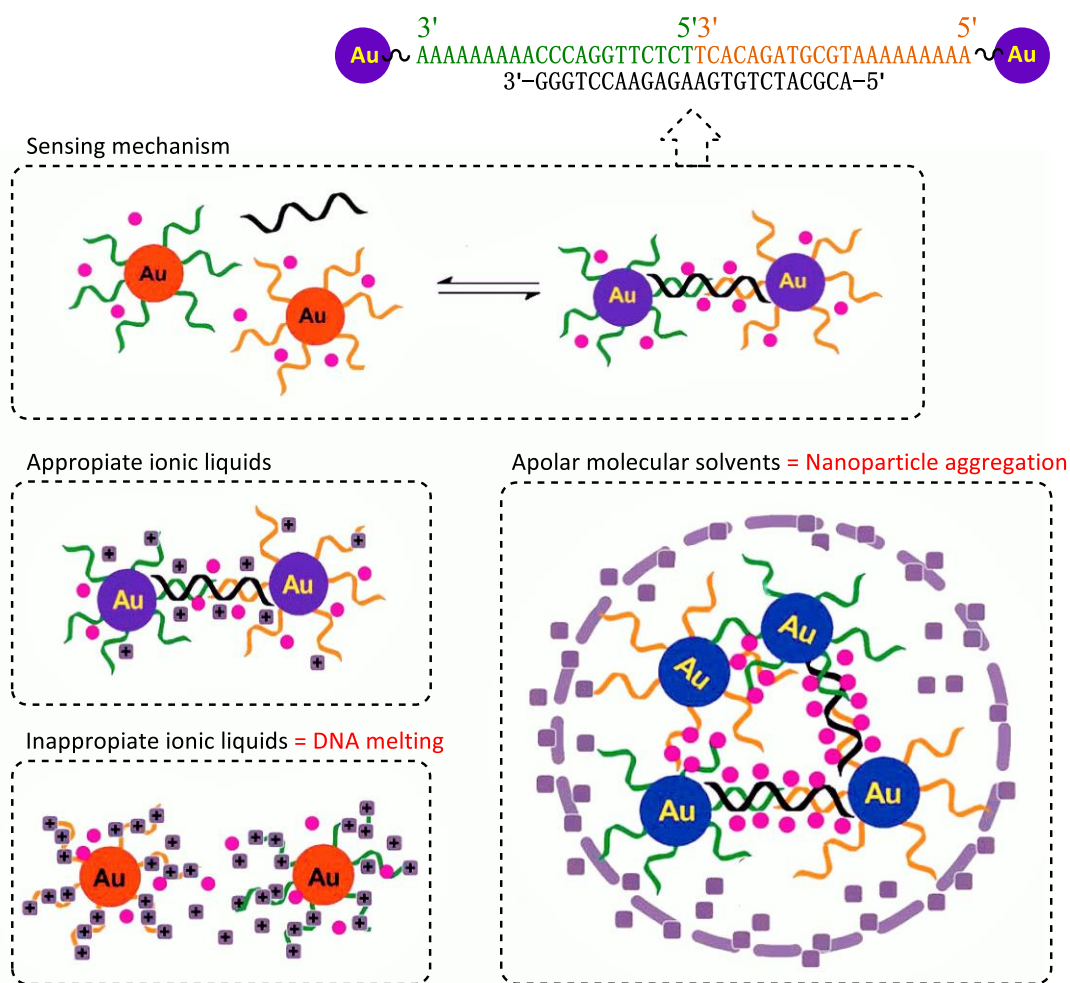 3' 5'3' 5'
Au AAAAAAAAACCCAGGTTCTCTTCACAGATGCGTAAAAAAAAAA Au
3'–GGGTCCAAGAGAAGTGTCTACGCA–5'
Sensing mechanism
Au
Au
Au
Au
Appropiate ionic liquids
Au
Au
Apolar molecular solvents = Nanoparticle aggregation
Au
Au
Au
Au
Inappropiate ionic liquids = DNA melting
Au
Au